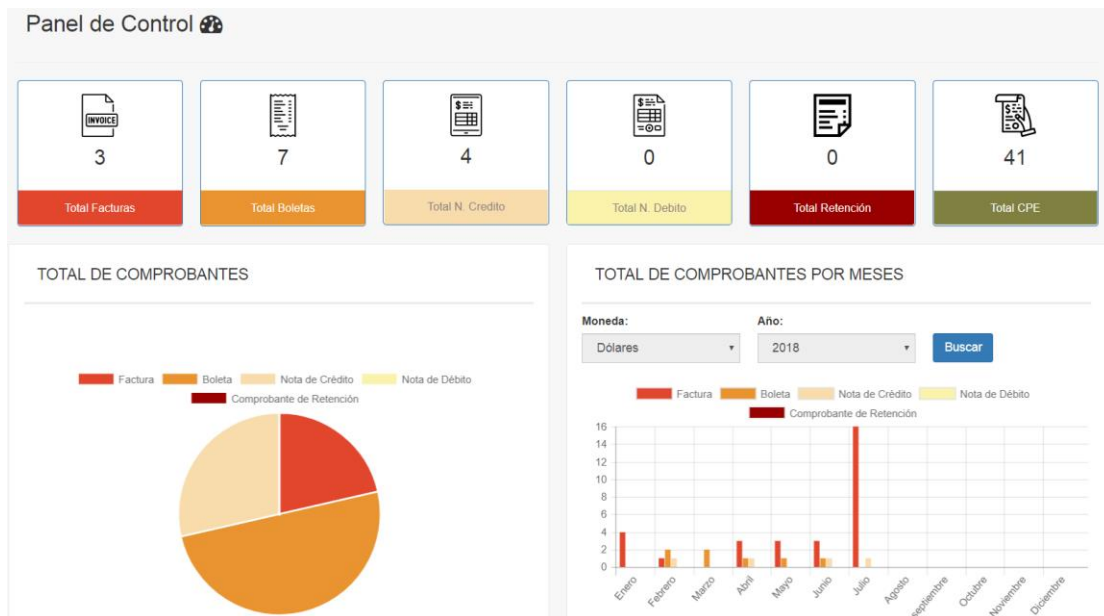 Panel de Control
INVOICE
3
7
4
0
0
41
Total Facturas
Total Boletas
Total N. Credito
Total N. Debito
Total Retención
Total CPE
TOTAL DE COMPROBANTES
Factura Boleta Nota de Crédito Nota de Débito
Comprobante de Retención
TOTAL DE COMPROBANTES POR MESES
Moneda: Año:
Dólares 2018 Buscar
Factura Boleta Nota de Crédito Nota de Débito
Comprobante de Retención
16
14
12
10
8
6
4
2
0
Enero Febrero Marzo Abril Mayo Junio Julio Agosto septiembre Octubre Noviembre Diciembre